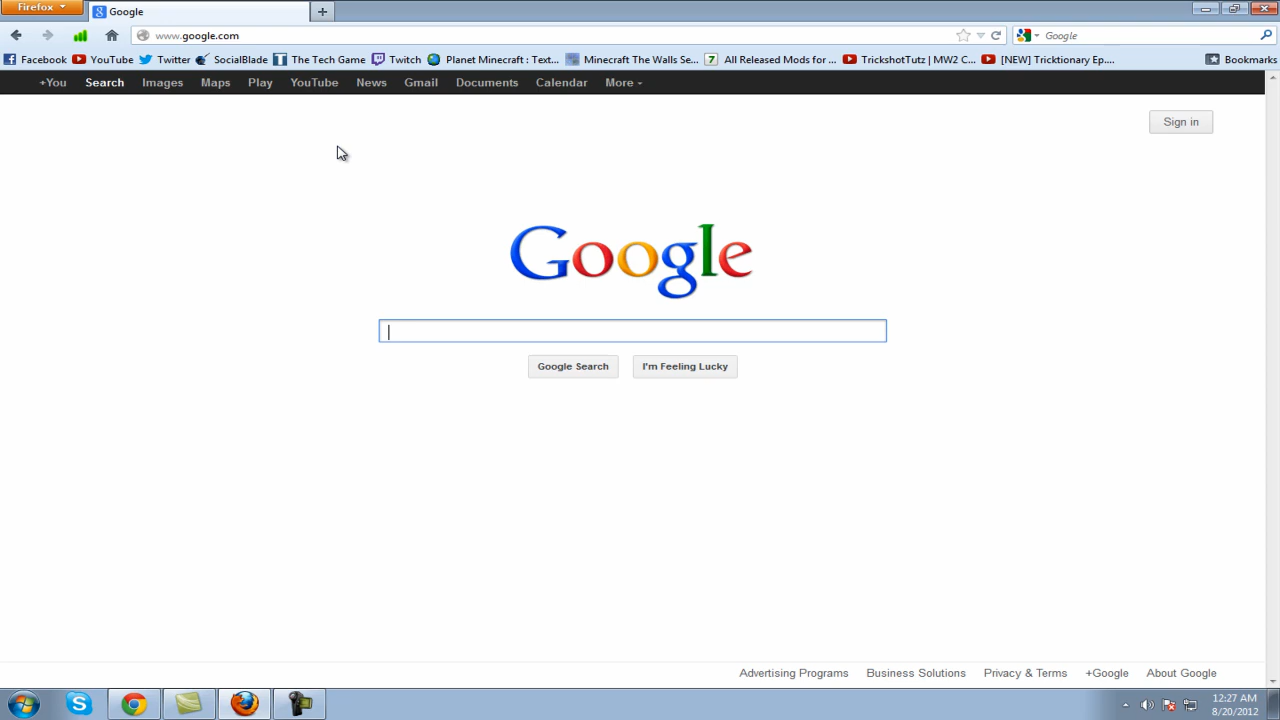 Firefox
Google
www.google.com
Google
Facebook YouTube Twitter SocialBlade The Tech Game Twitch Planet Minecraft : Text... Minecraft The Walls Se... All Released Mods for ... TrickshotTutz | MW2 C... [NEW] Tricktionary Ep.... Bookmarks
+You Search Images Maps Play YouTube News Gmail Documents Calendar More
Sign in
Google
Google Search I'm Feeling Lucky
Advertising Programs Business Solutions Privacy & Terms +Google About Google
12:27 AM
8/20/2012